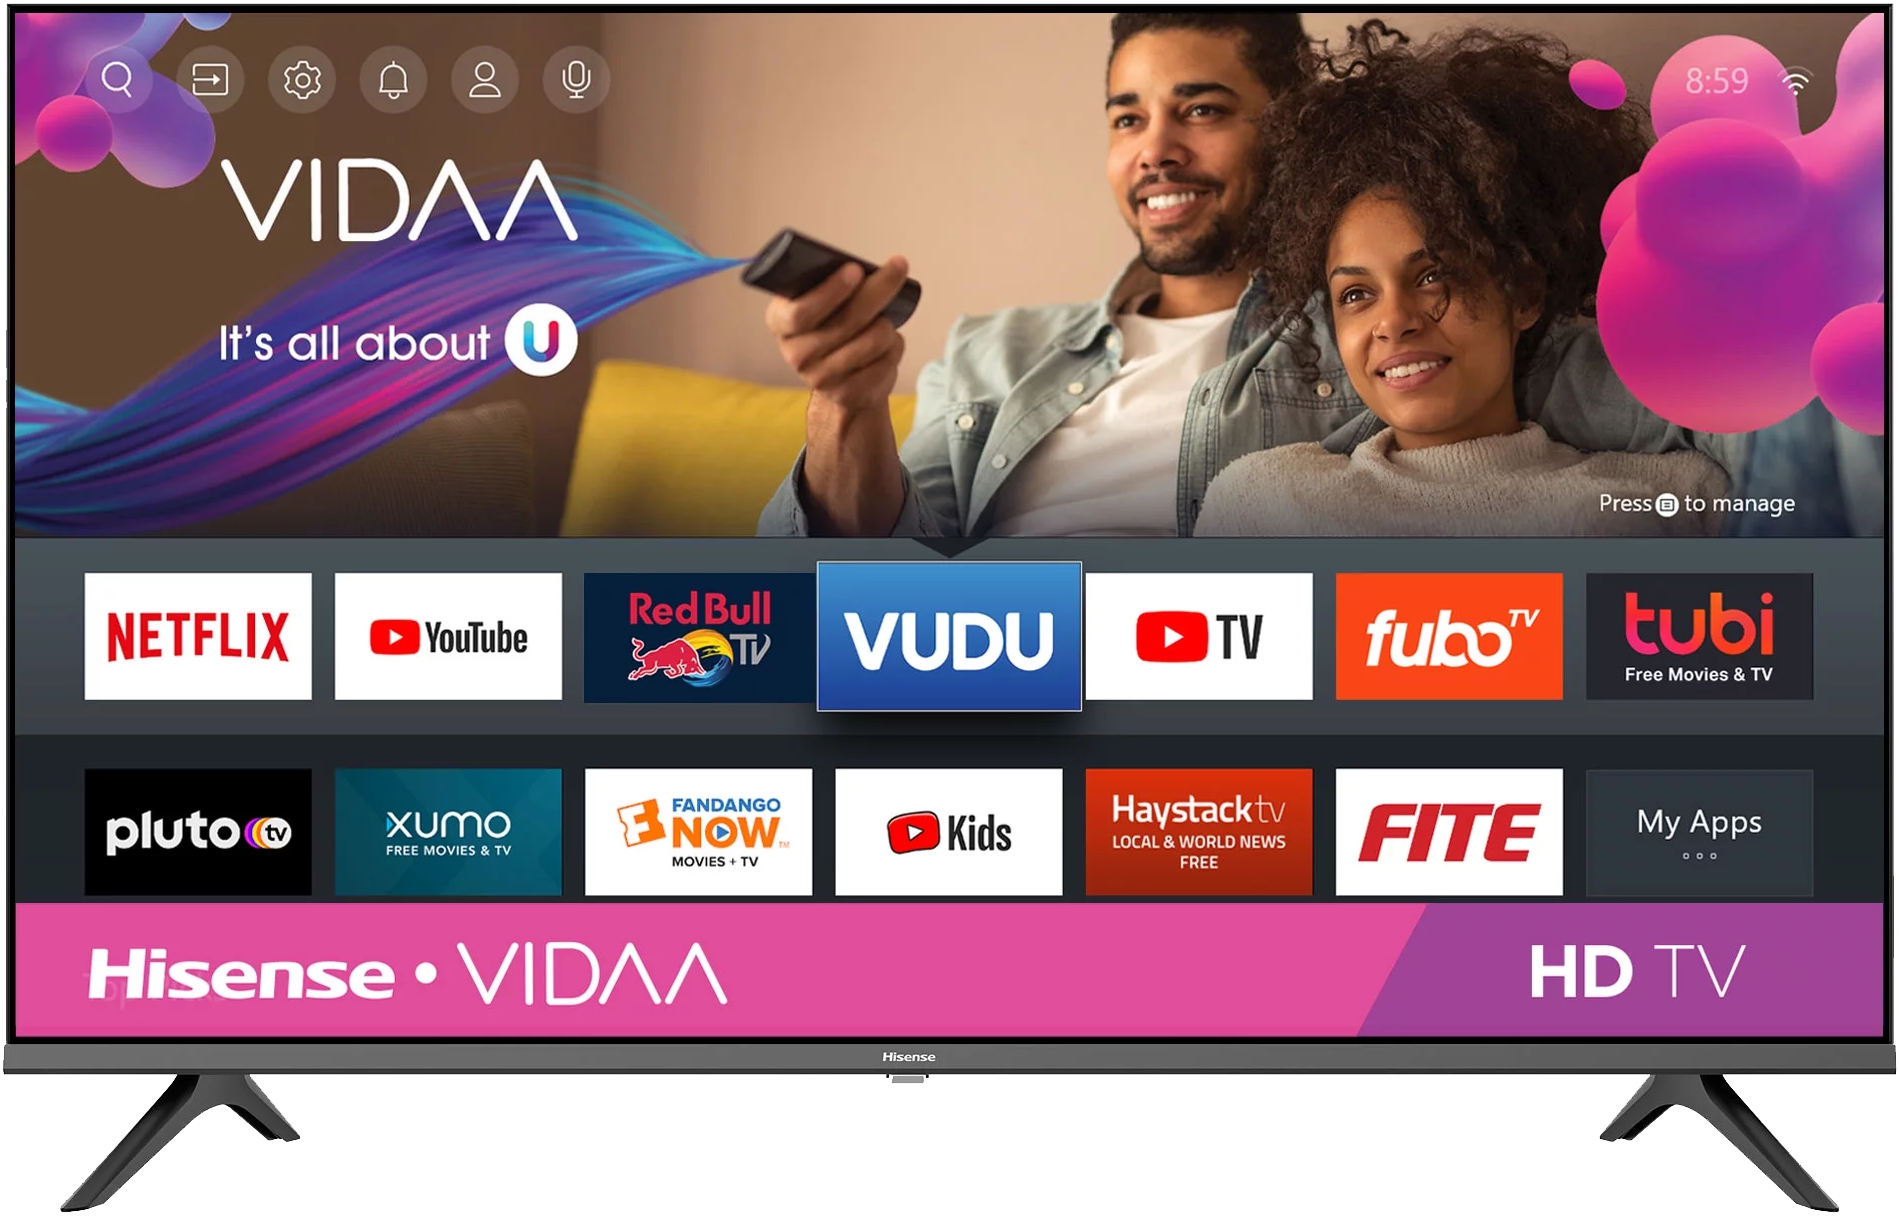 8:59
VIDAA
It's all about U
Press to manage
NETFLIX
YouTube
Red Bull
TV
VUDU
TV
fubo TV
tubi
Free Movies & TV
pluto tv
xumo
FREE MOVIES & TV
FANDANGO
NOW TM
MOVIES + TV
Kids
Haystack tv
LOCAL & WORLD NEWS
FREE
FITE
My Apps
Hisense • VIDAA
HD TV
Hisense